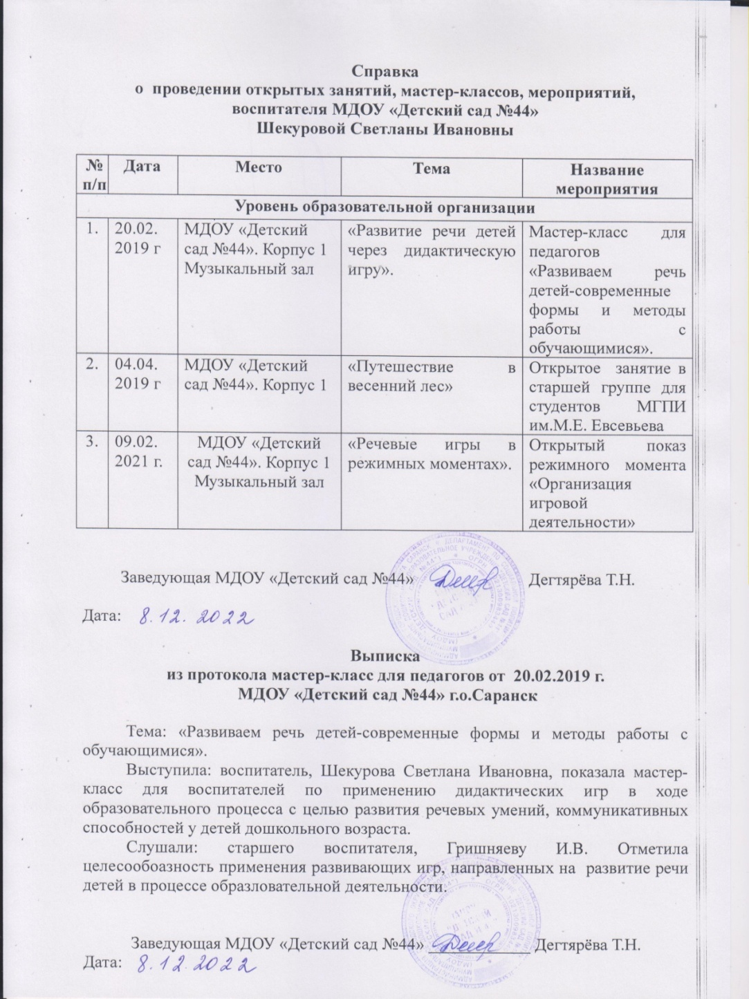 Справка
о проведении открытых занятий, мастер-классов, мероприятий,
воспитателя МДОУ «Детский сад №44»
Шекуровой Светланы Ивановны
№ п/п Дата Место Тема Название мероприятия
Уровень образовательной организации
1. 20.02. 2019 г
МДОУ «Детский
сад №44». Корпус 1
Музыкальный зал
«Развитие речи детей
через дидактическую
игру».
Мастер-класс для
педагогов
«Развиваем речь
детей-современные
формы и методы
работы с
обучающимися».
2. 04.04. 2019 г
МДОУ «Детский
сад №44». Корпус 1
«Путешествие в
весенний лес»
Открытое занятие в
старшей группе для
студентов МГПИ
им.М.Е. Евсевьева
3. 09.02. 2021 г.
МДОУ «Детский
сад №44». Корпус 1
Музыкальный зал
«Речевые игры в
режимных моментах».
Открытый показ
режимного момента
«Организация
игровой
деятельности»
Заведующая МДОУ «Детский сад №44» Дегтярёва Т.Н.
Дата: 8.12.2022
Выписка
из протокола мастер-класс для педагогов от 20.02.2019 г.
МДОУ «Детский сад №44» г.о.Саранск
Тема: «Развиваем речь детей-современные формы и методы работы с
обучающимися».
Выступила: воспитатель, Шекурова Светлана Ивановна, показала мастер-
класс для воспитателей по применению дидактических игр в ходе
образовательного процесса с целью развития речевых умений, коммуникативных
способностей у детей дошкольного возраста.
Слушали: старшего воспитателя, Гришняеву И.В. Отметила
целесообоазность применения развивающих игр, направленных на развитие речи
детей в процессе образловательной деятельности.
Заведующая МДОУ «Детский сад №44» Дегтярёва Т.Н.
Дата: 8.12.2022